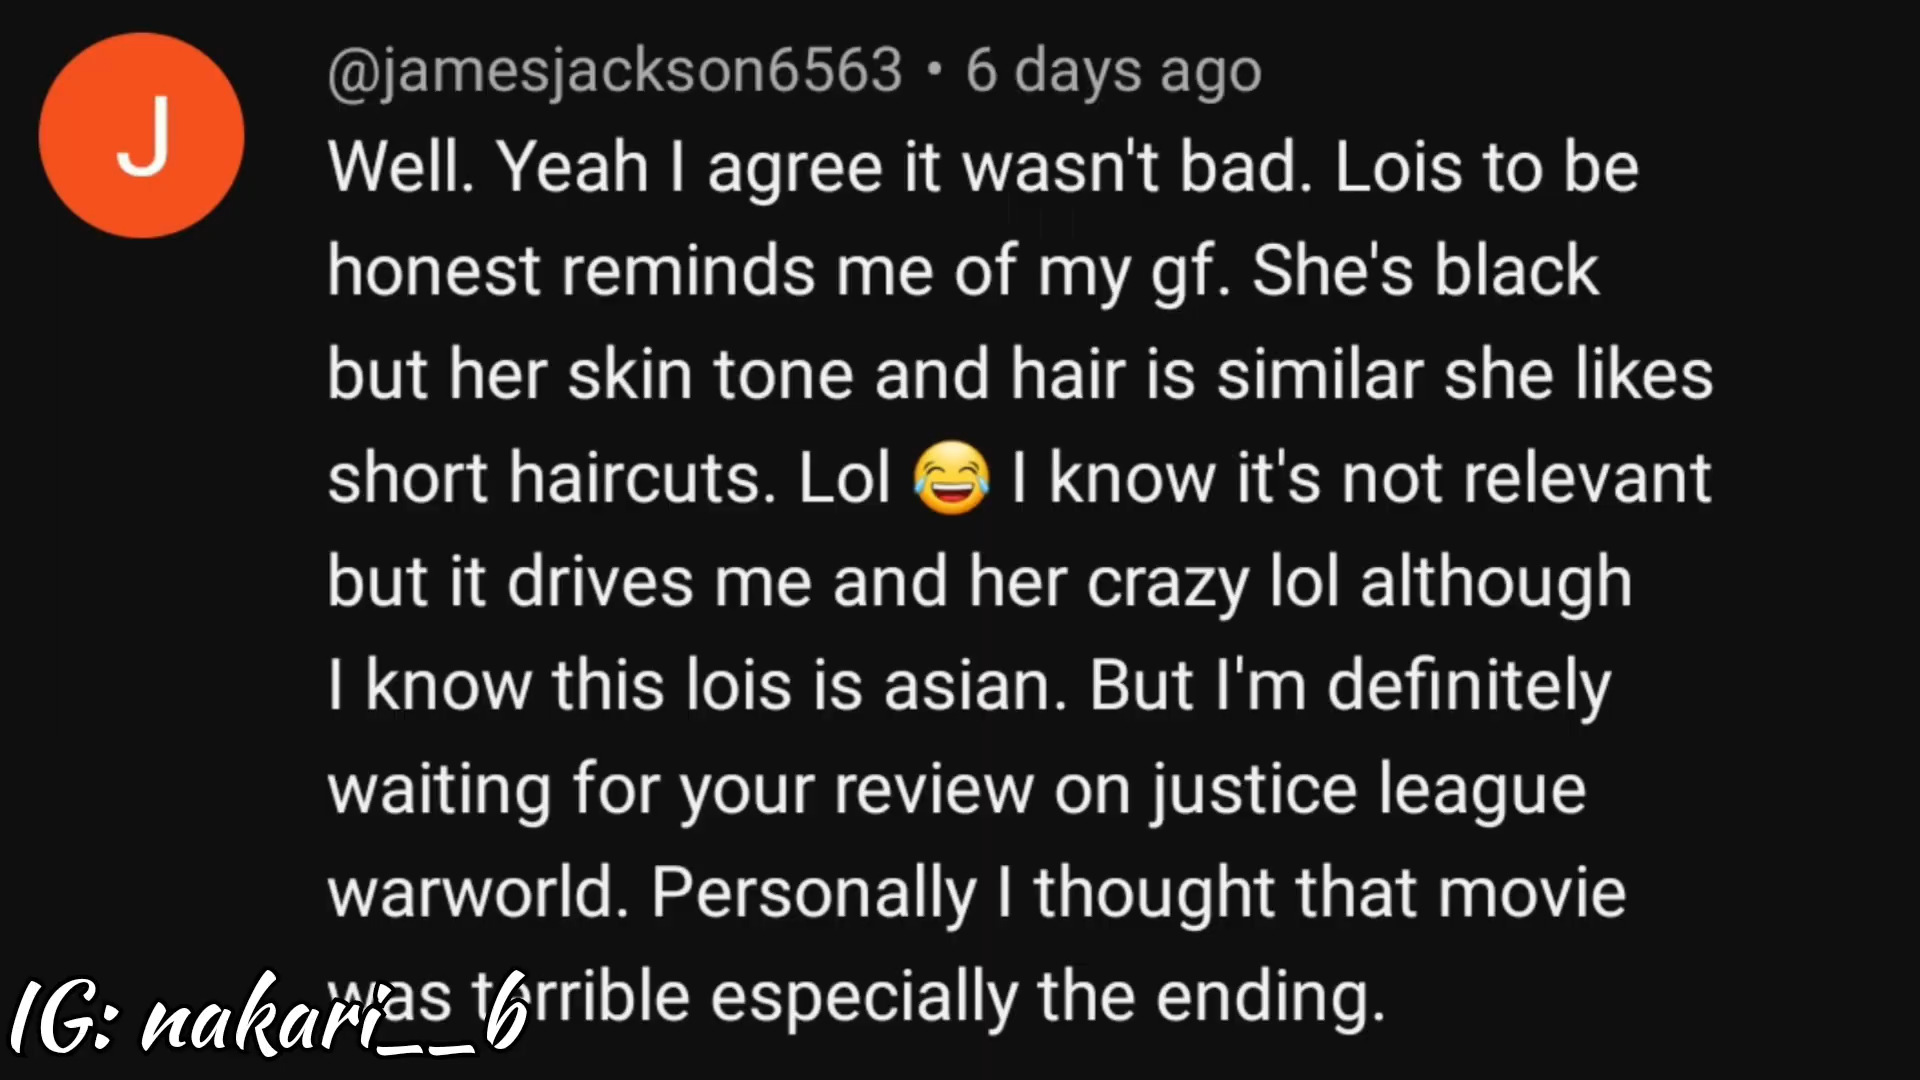 J
@jamesjackson6563 • 6 days ago
Well. Yeah I agree it wasn't bad. Lois to be
honest reminds me of my gf. She's black
but her skin tone and hair is similar she likes
short haircuts. Lol 😂 I know it's not relevant
but it drives me and her crazy lol although
I know this lois is asian. But I'm definitely
waiting for your review on justice league
warworld. Personally I thought that movie
was terrible especially the ending.
IG: nakari__6